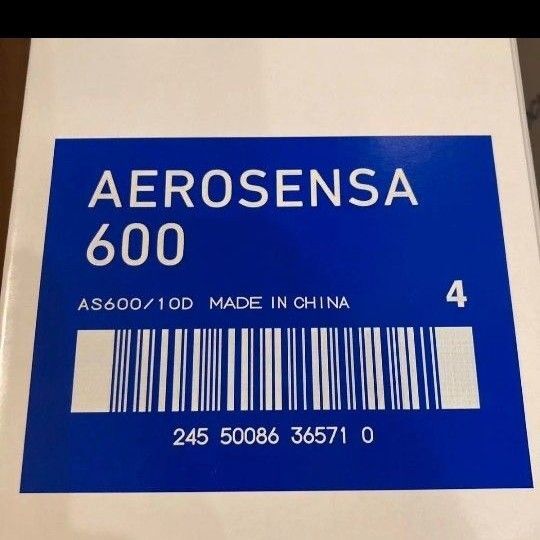 AEROSENSA
600
AS600/10D MADE IN CHINA 4
245 50086 36571 0